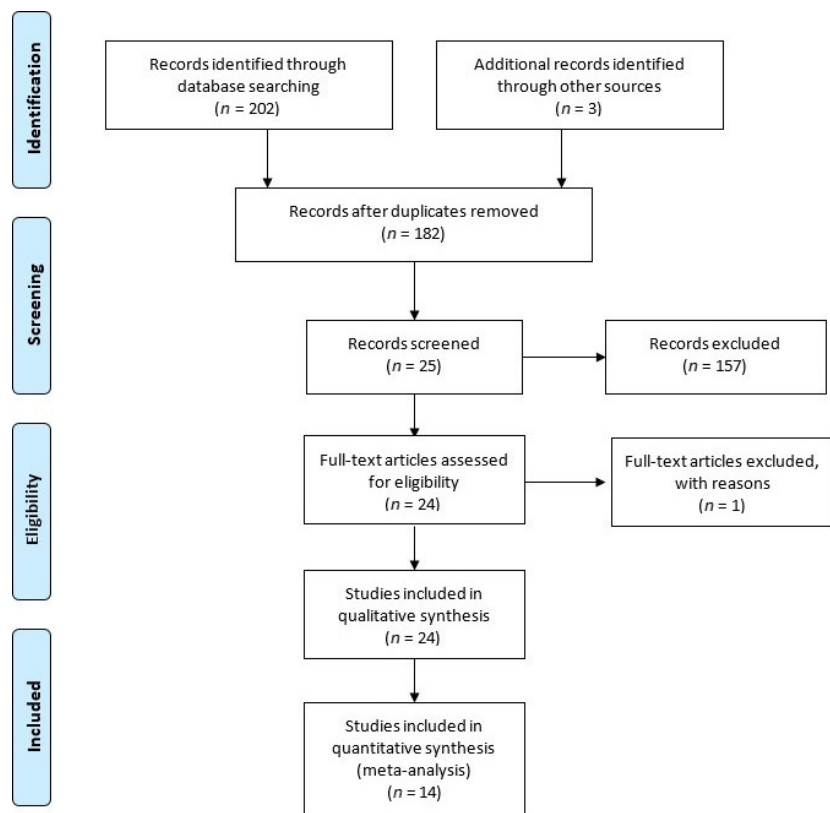 Identification
Records identified through
database searching
(n = 202)
Additional records identified
through other sources
(n = 3)
Records after duplicates removed
(n = 182)
Screening
Records screened
(n = 25)
Records excluded
(n = 157)
Eligibility
Full-text articles assessed
for eligibility
(n = 24)
Full-text articles excluded,
with reasons
(n = 1)
Studies included in
qualitative synthesis
(n = 24)
Included
Studies included in
quantitative synthesis
(meta-analysis)
(n = 14)